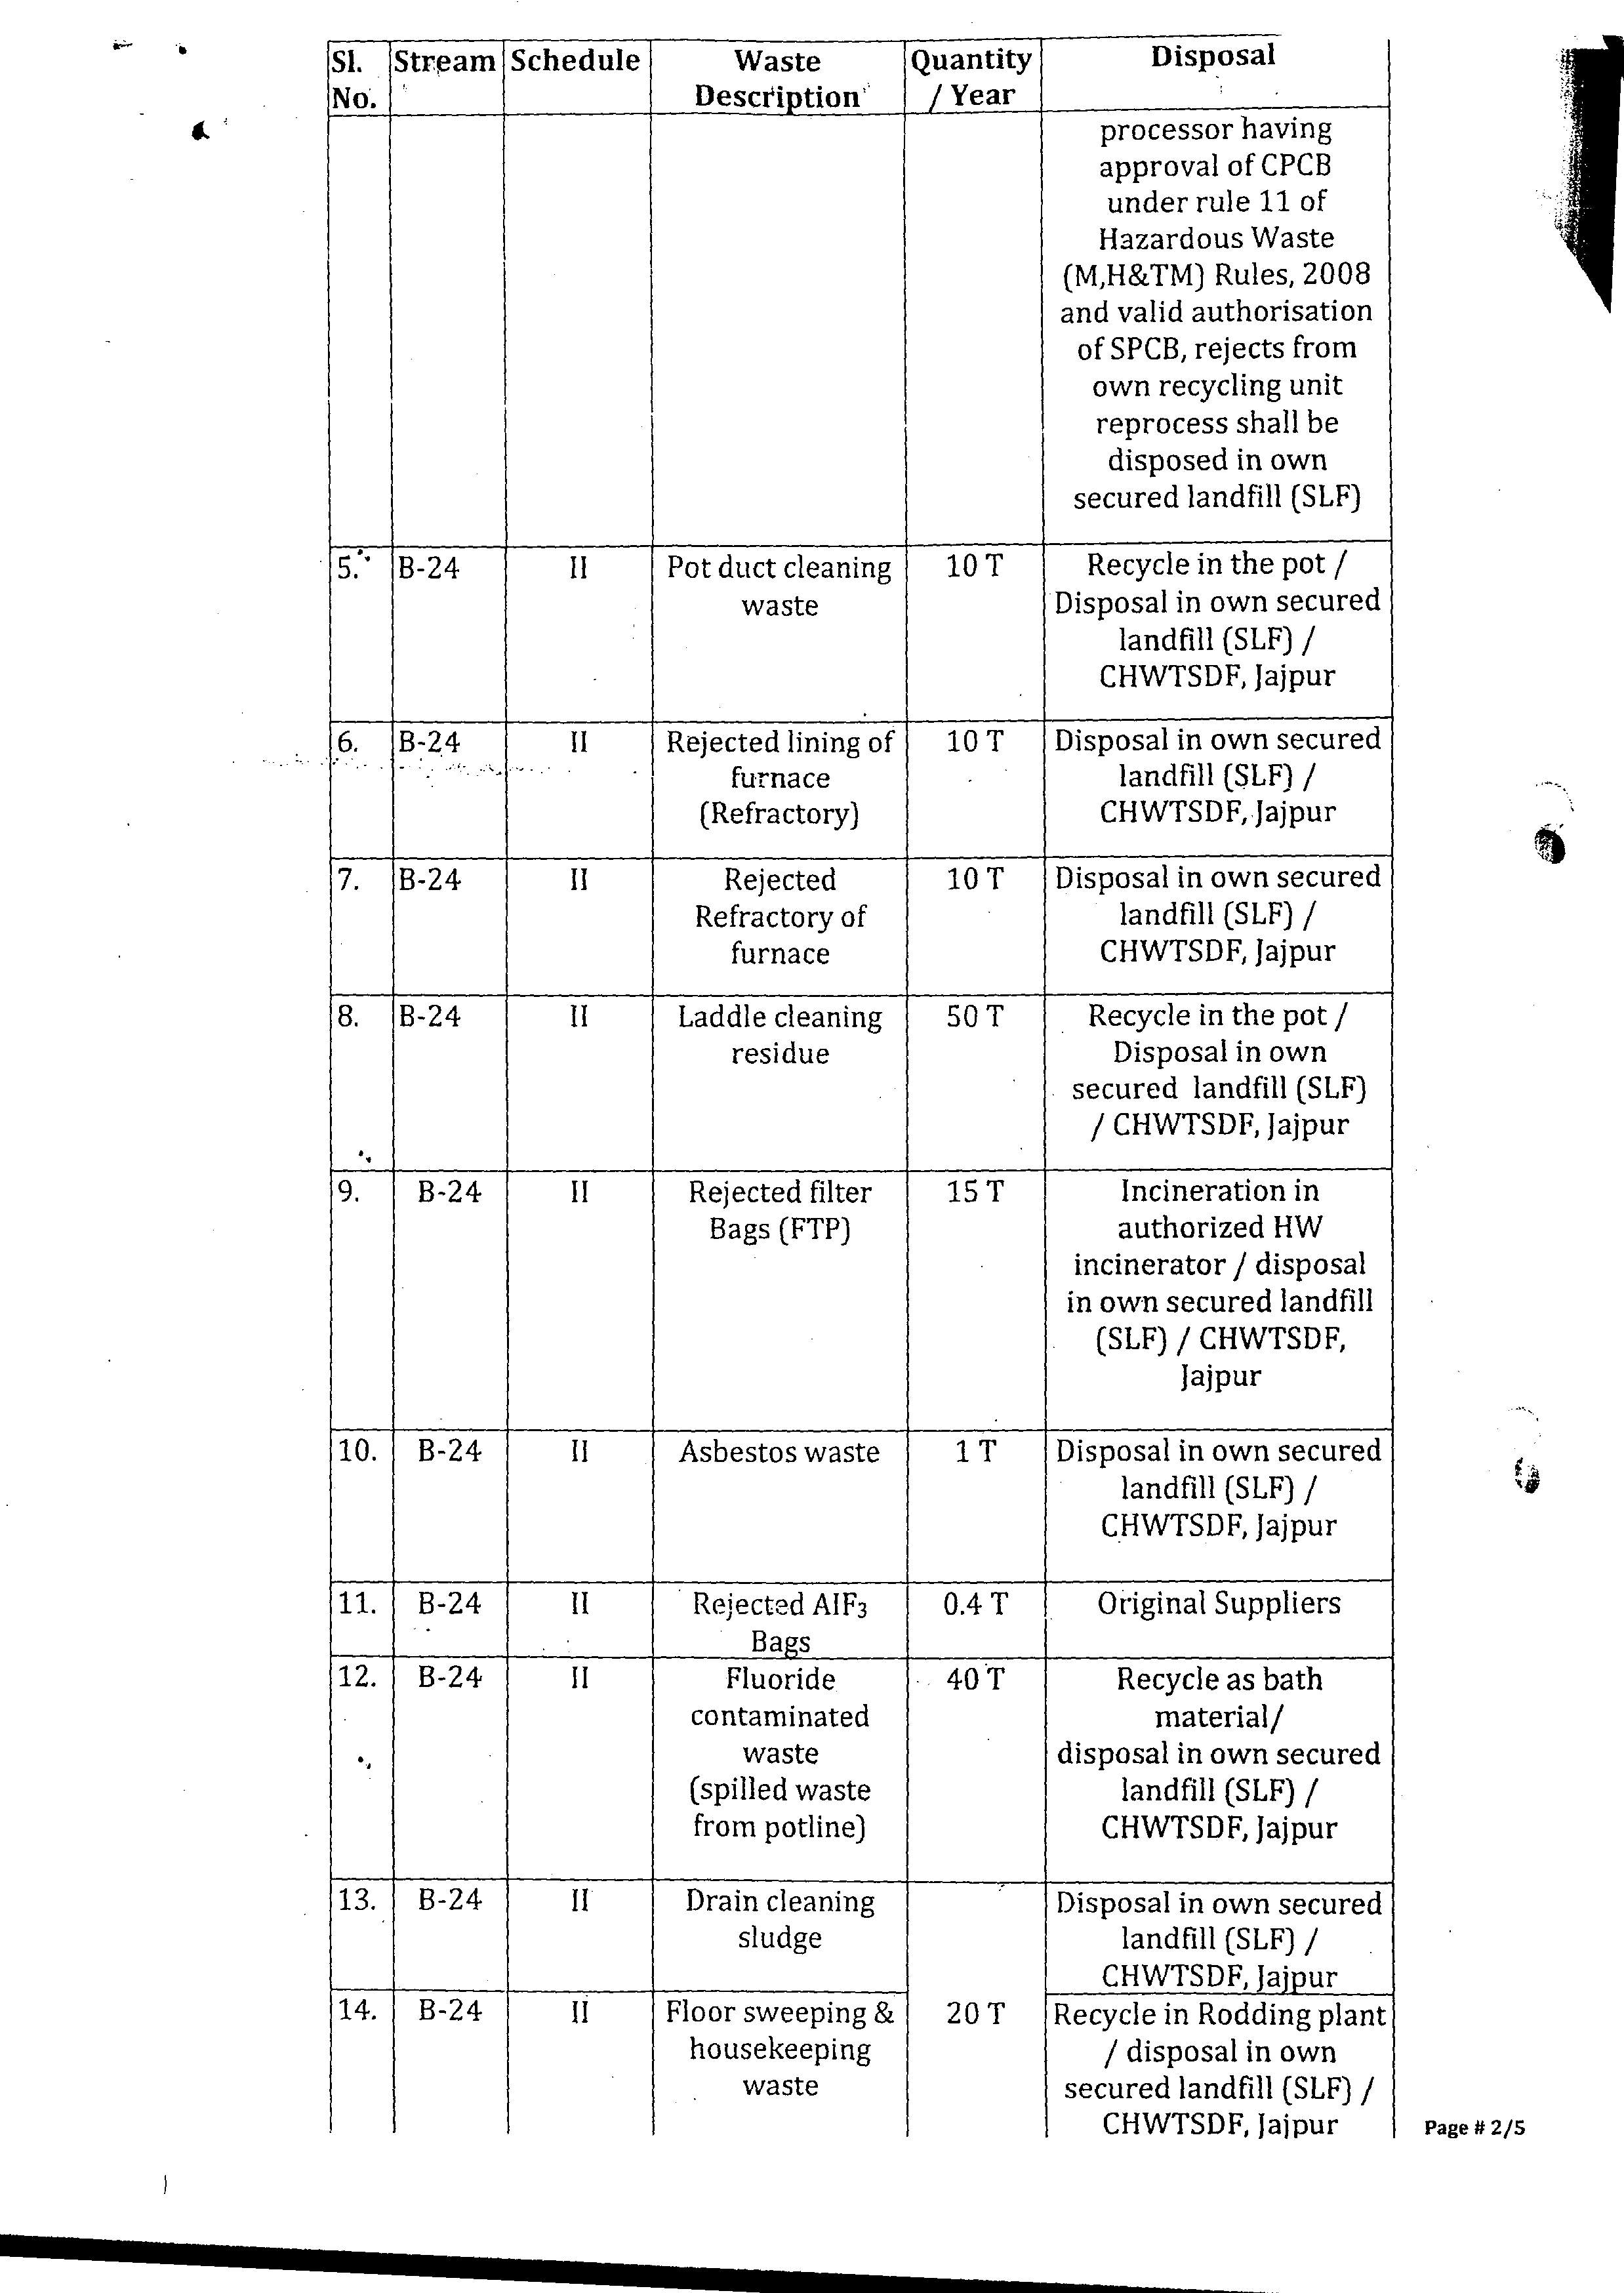 Sl. No. Stream Schedule Waste Description Quantity / Year Disposal
processor having
approval of CPCB
under rule 11 of
Hazardous Waste
(M,H&TM) Rules, 2008
and valid authorisation
of SPCB, rejects from
own recycling unit
reprocess shall be
disposed in own
secured landfill (SLF)
5. B-24 II Pot duct cleaning 10 T Recycle in the pot /
waste Disposal in own secured
landfill (SLF) /
CHWTSDF, Jajpur
6. B-24 II Rejected lining of 10 T Disposal in own secured
furnace landfill (SLF) /
(Refractory) CHWTSDF, Jajpur
7. B-24 II Rejected 10 T Disposal in own secured
Refractory of landfill (SLF) /
furnace CHWTSDF, Jajpur
8. B-24 II Laddle cleaning 50 T Recycle in the pot /
residue Disposal in own
secured landfill (SLF)
/ CHWTSDF, Jajpur
9. B-24 II Rejected filter 15 T Incineration in
Bags (FTP) authorized HW
incinerator / disposal
in own secured landfill
(SLF) / CHWTSDF,
Jajpur
10. B-24 II Asbestos waste 1 T Disposal in own secured
landfill (SLF) /
CHWTSDF, Jajpur
11. B-24 II Rejected AlF3 0.4 T Original Suppliers
Bags
12. B-24 II Fluoride 40 T Recycle as bath
contaminated material/
waste disposal in own secured
(spilled waste landfill (SLF) /
from potline) CHWTSDF, Jajpur
13. B-24 II Drain cleaning Disposal in own secured
sludge landfill (SLF) /
CHWTSDF, Jajpur
14. B-24 II Floor sweeping & 20 T Recycle in Rodding plant
housekeeping / disposal in own
waste secured landfill (SLF) /
CHWTSDF, Jajpur
Page # 2/5